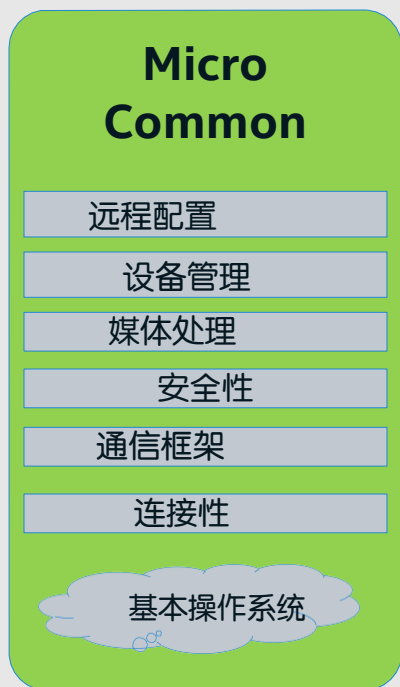 Micro
Common
远程配置
设备管理
媒体处理
安全性
通信框架
连接性
基本操作系统